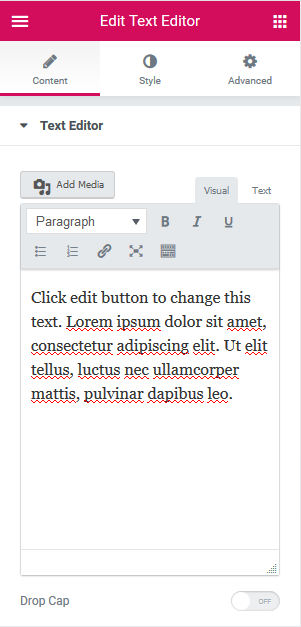 Edit Text Editor
Content Style Advanced
Text Editor
Add Media
Visual Text
Paragraph B I U
Click edit button to change this
text. Lorem ipsum dolor sit amet,
consectetur adipiscing elit. Ut elit
tellus, luctus nec ullamcorper
mattis, pulvinar dapibus leo.
Drop Cap OFF